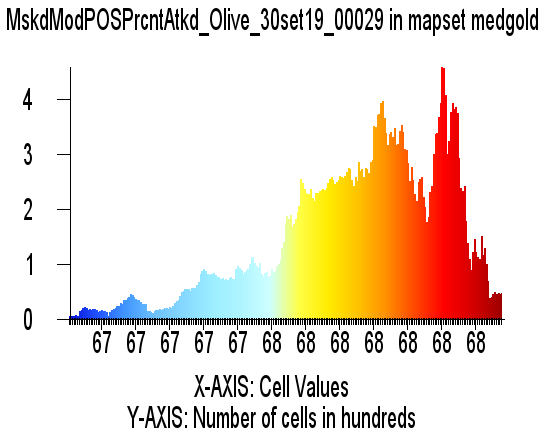 MskdModPOSPrcntAtkd_Olive_30set19_00029 in mapset medgold
4
3
2
1
0
67 67 67 67 67 68 68 68 68 68 68 68
X-AXIS: Cell Values
Y-AXIS: Number of cells in hundreds